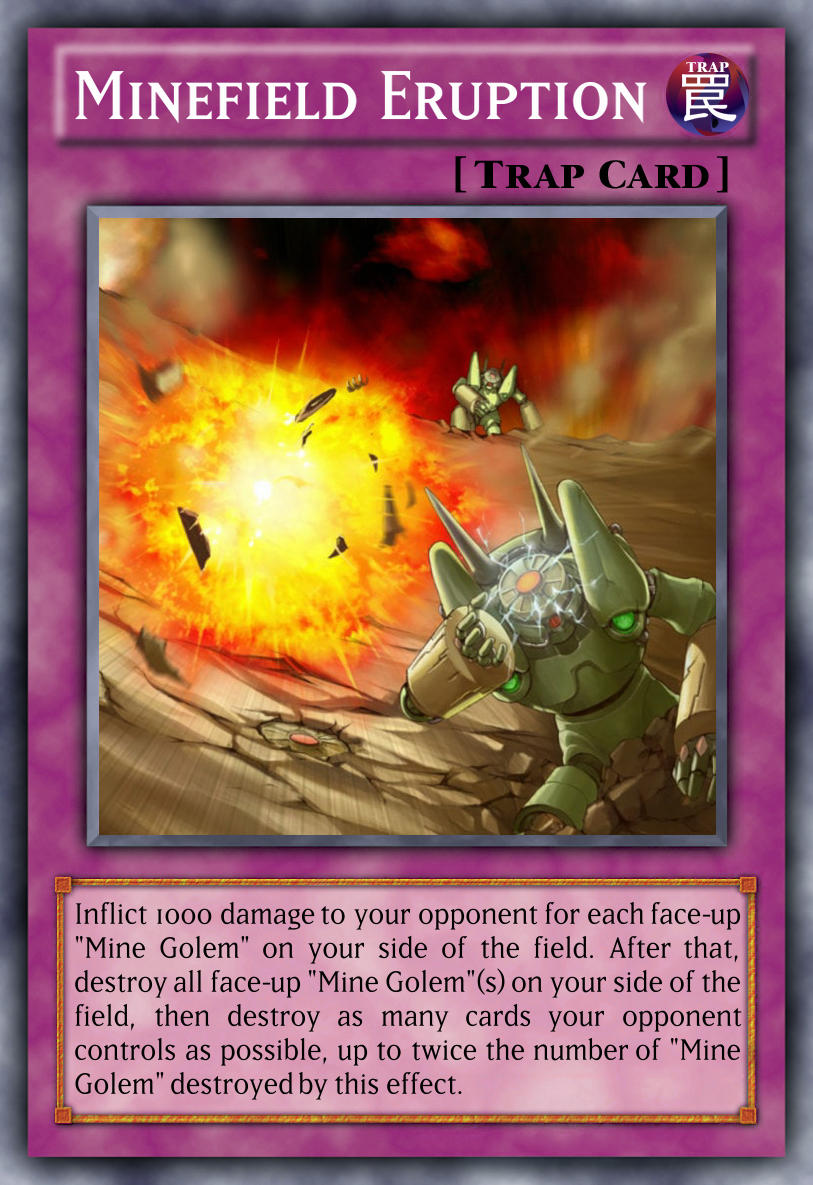 Minefield Eruption
TRAP
罠
[Trap Card]
Inflict 1000 damage to your opponent for each face-up
"Mine Golem" on your side of the field. After that,
destroy all face-up "Mine Golem"(s) on your side of the
field, then destroy as many cards your opponent
controls as possible, up to twice the number of "Mine
Golem" destroyed by this effect.